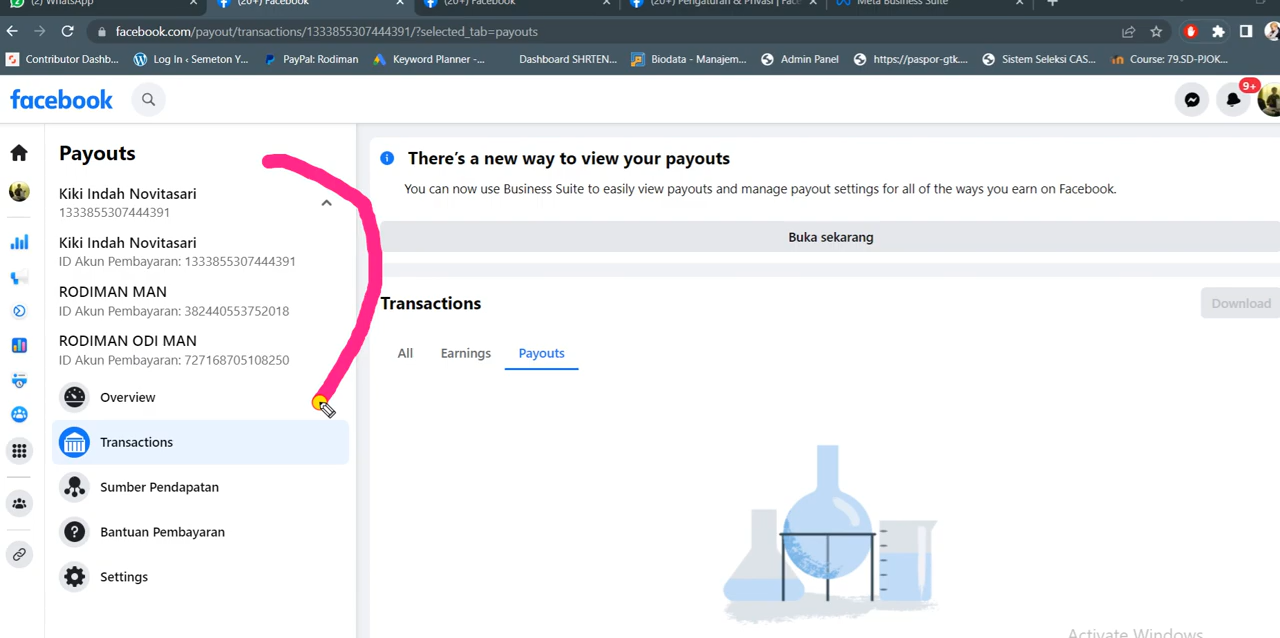 (2) WhatsApp
(20+) Facebook
(20+) Facebook
(20+) Pengaturan & Privasi | Face
Meta Business Suite
facebook.com/payout/transactions/1333855307444391/?selected_tab=payouts
Contributor Dashb...
Log In ‹ Semeton Y...
PayPal: Rodiman
Keyword Planner -...
Dashboard SHRTEN...
Biodata - Manajem...
Admin Panel
https://paspor-gtk....
Sistem Seleksi CAS...
Course: 79.SD-PJOK...
facebook
9+
Payouts
Kiki Indah Novitasari
1333855307444391
Kiki Indah Novitasari
ID Akun Pembayaran: 1333855307444391
RODIMAN MAN
ID Akun Pembayaran: 382440553752018
RODIMAN ODI MAN
ID Akun Pembayaran: 727168705108250
Overview
Transactions
Sumber Pendapatan
Bantuan Pembayaran
Settings
There's a new way to view your payouts
You can now use Business Suite to easily view payouts and manage payout settings for all of the ways you earn on Facebook.
Buka sekarang
Transactions
Download
All
Earnings
Payouts
Activate Windows